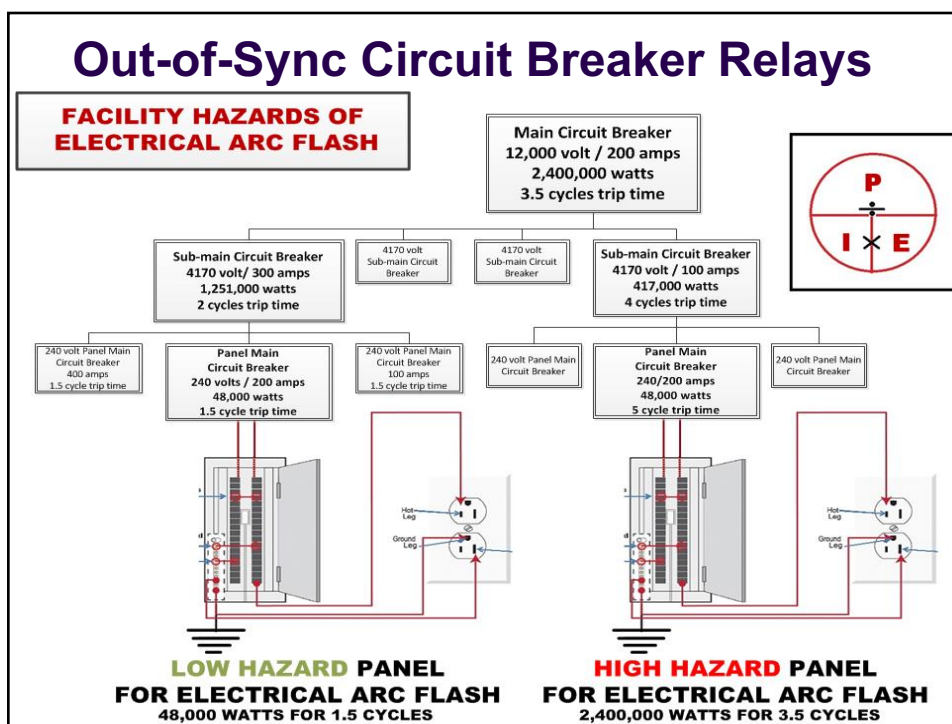 Out-of-Sync Circuit Breaker Relays
FACILITY HAZARDS OF
ELECTRICAL ARC FLASH
Main Circuit Breaker
12,000 volt / 200 amps
2,400,000 watts
3.5 cycles trip time
P
÷
I × E
Sub-main Circuit Breaker
4170 volt/ 300 amps
1,251,000 watts
2 cycles trip time
4170 volt
Sub-main Circuit
Breaker
4170 volt
Sub-main Circuit
Breaker
Sub-main Circuit Breaker
4170 volt / 100 amps
417,000 watts
4 cycles trip time
240 volt Panel Main
Circuit Breaker
400 amps
1.5 cycle trip time
Panel Main
Circuit Breaker
240 volts / 200 amps
48,000 watts
1.5 cycle trip time
240 volt Panel Main
Circuit Breaker
100 amps
1.5 cycle trip time
240 volt Panel Main
Circuit Breaker
Panel Main
Circuit Breaker
240/200 amps
48,000 watts
5 cycle trip time
240 volt Panel Main
Circuit Breaker
Hot
Leg
Ground
Leg
Hot
Leg
Ground
Leg
LOW HAZARD PANEL
FOR ELECTRICAL ARC FLASH
48,000 WATTS FOR 1.5 CYCLES
HIGH HAZARD PANEL
FOR ELECTRICAL ARC FLASH
2,400,000 WATTS FOR 3.5 CYCLES